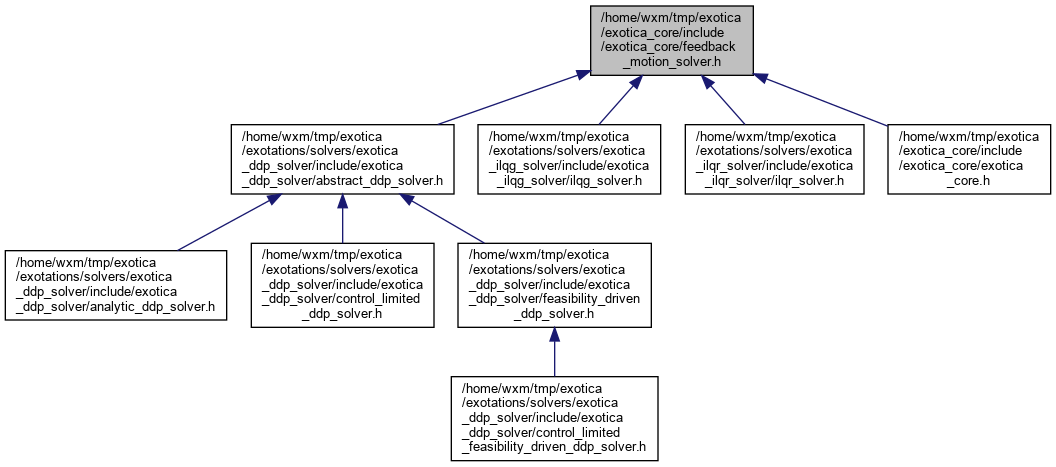 /home/wxm/tmp/exotica
/exotica_core/include
/exotica_core/feedback
_motion_solver.h
/home/wxm/tmp/exotica
/exotations/solvers/exotica
_ddp_solver/include/exotica
_ddp_solver/abstract_ddp_solver.h
/home/wxm/tmp/exotica
/exotations/solvers/exotica
_ilqg_solver/include/exotica
_ilqg_solver/ilqg_solver.h
/home/wxm/tmp/exotica
/exotations/solvers/exotica
_ilqr_solver/include/exotica
_ilqr_solver/ilqr_solver.h
/home/wxm/tmp/exotica
/exotica_core/include
/exotica_core/exotica
_core.h
/home/wxm/tmp/exotica
/exotations/solvers/exotica
_ddp_solver/include/exotica
_ddp_solver/analytic_ddp_solver.h
/home/wxm/tmp/exotica
/exotations/solvers/exotica
_ddp_solver/include/exotica
_ddp_solver/control_limited
_ddp_solver.h
/home/wxm/tmp/exotica
/exotations/solvers/exotica
_ddp_solver/include/exotica
_ddp_solver/feasibility_driven
_ddp_solver.h
/home/wxm/tmp/exotica
/exotations/solvers/exotica
_ddp_solver/include/exotica
_ddp_solver/control_limited
_feasibility_driven_ddp_solver.h